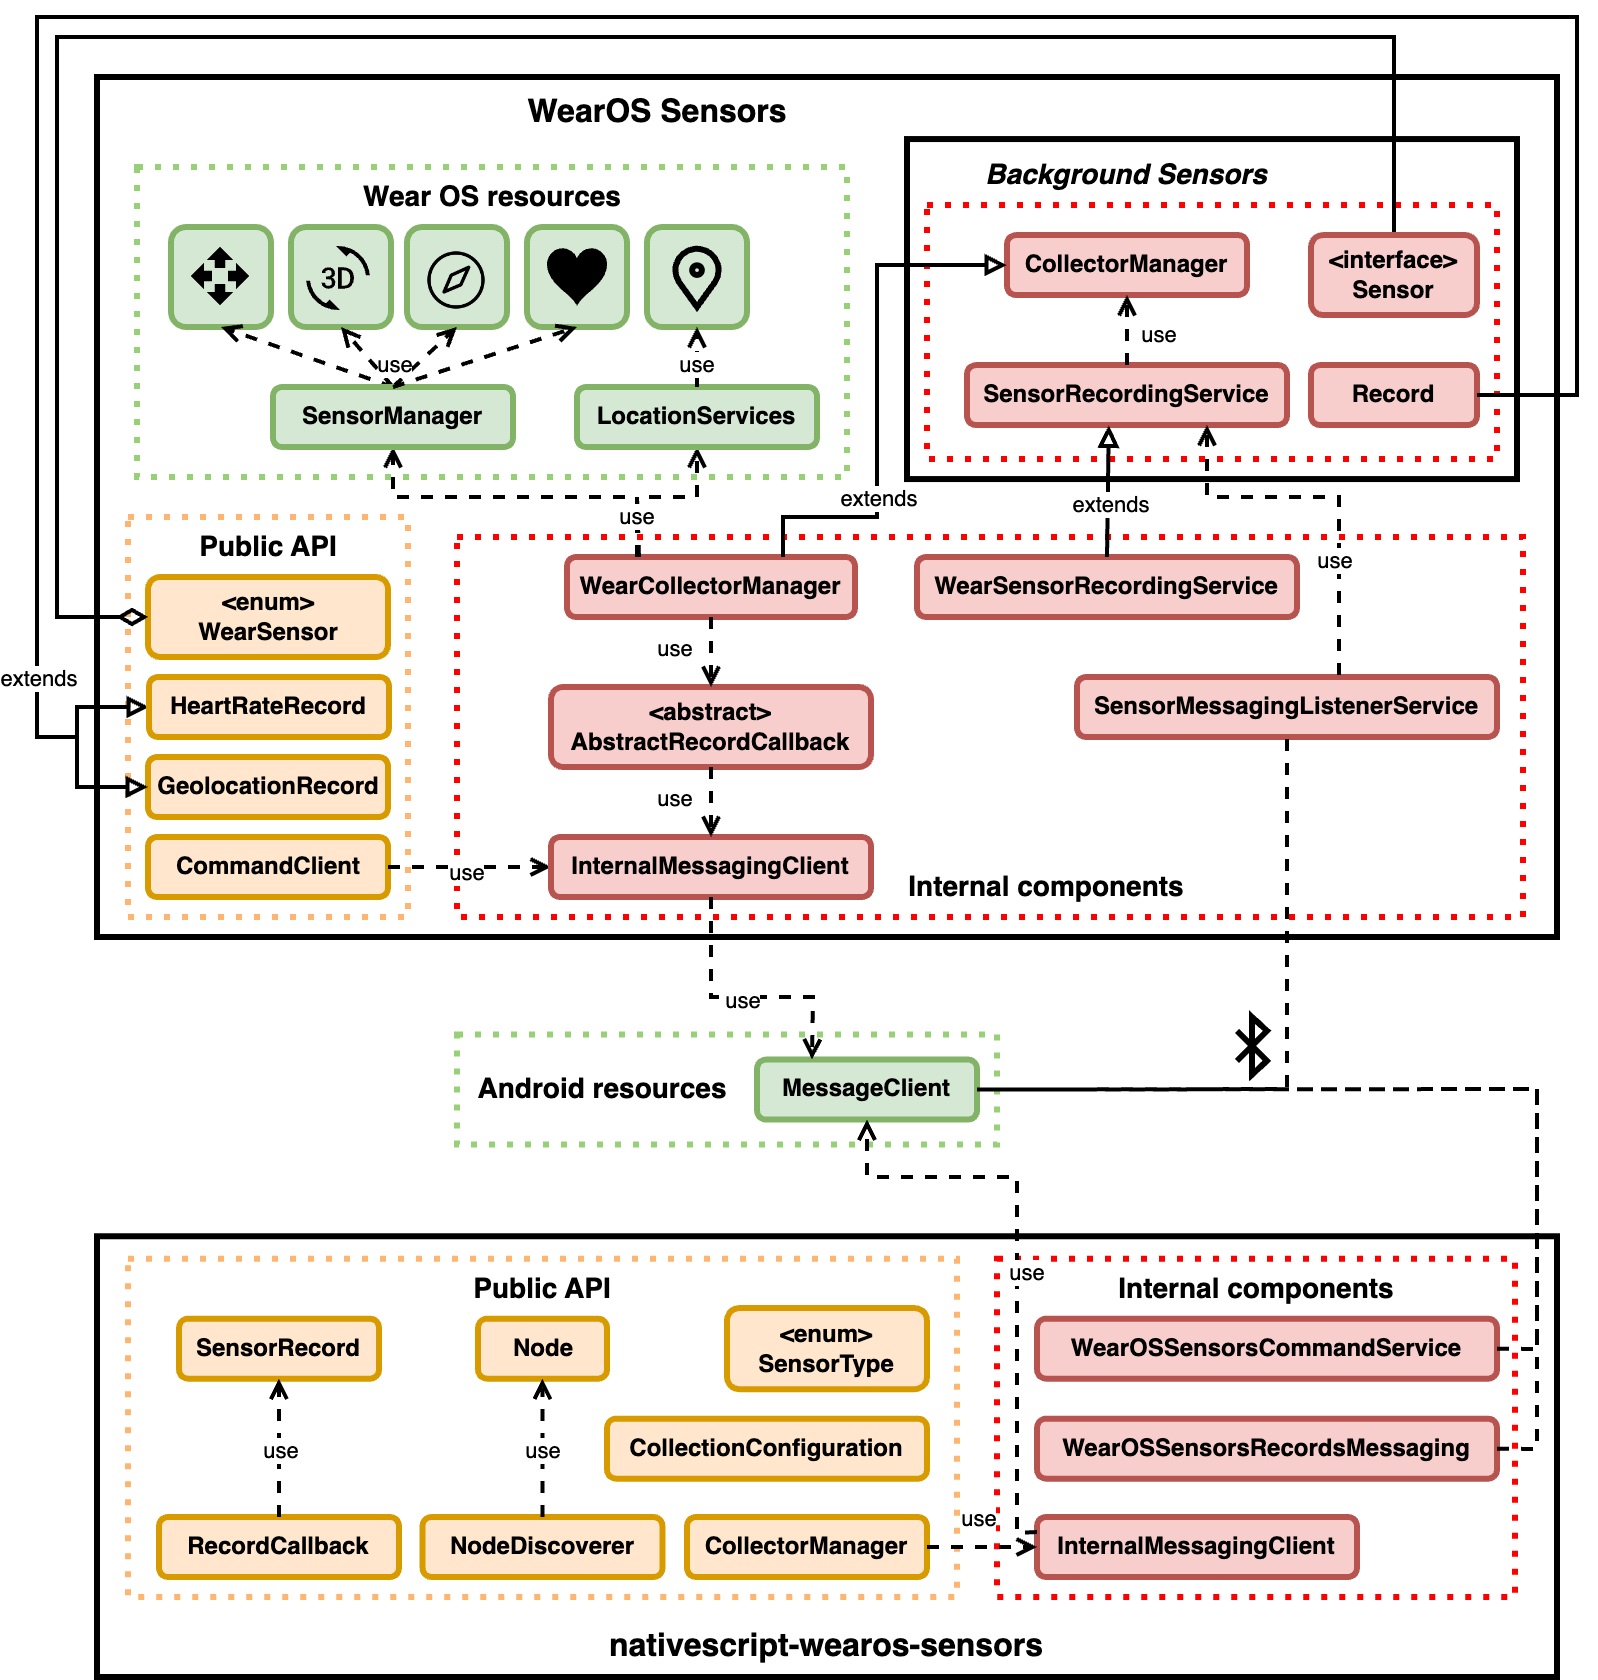 WearOS Sensors
Background Sensors
Wear OS resources
3D
use
use
SensorManager
LocationServices
CollectorManager
<interface>
Sensor
use
SensorRecordingService
Record
extends
extends
use
use
Public API
<enum>
WearSensor
extends
HeartRateRecord
GeolocationRecord
CommandClient
use
WearCollectorManager
WearSensorRecordingService
use
<abstract>
AbstractRecordCallback
SensorMessagingListenerService
use
InternalMessagingClient
Internal components
use
Android resources
MessageClient
use
Public API
Internal components
SensorRecord
Node
<enum>
SensorType
WearOSSensorsCommandService
use
use
CollectionConfiguration
WearOSSensorsRecordsMessaging
RecordCallback
NodeDiscoverer
CollectorManager
use
InternalMessagingClient
nativescript-wearos-sensors